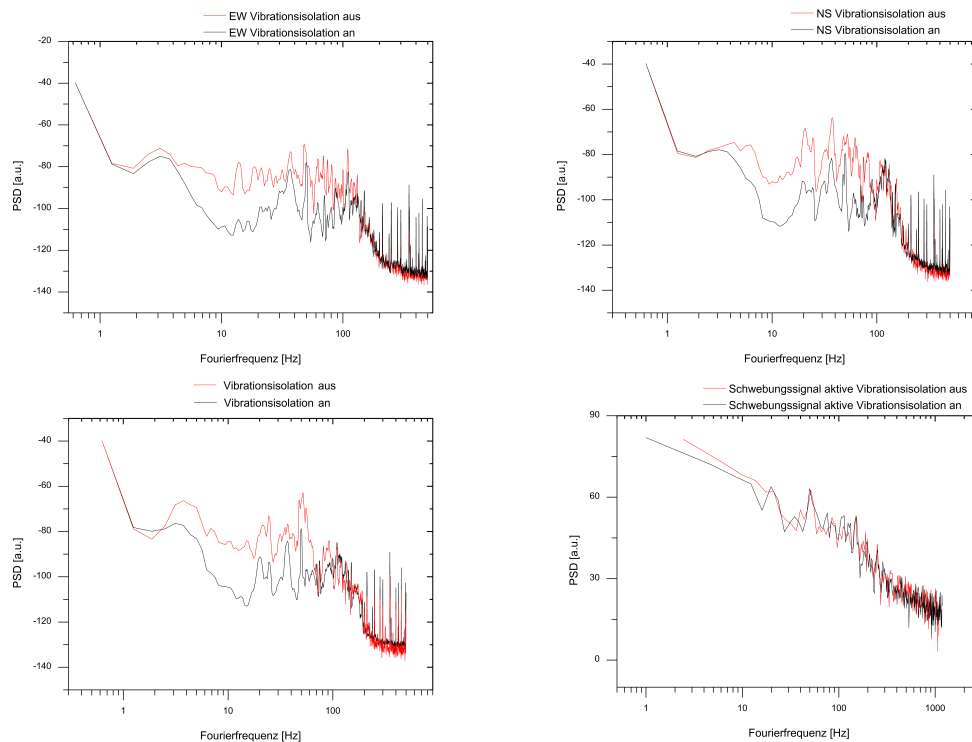 EW Vibrationsisolation aus
EW Vibrationsisolation an
-20
-40
-60
-80
-100
-120
-140
PSD [a.u.]
1
10
100
Fourierfrequenz [Hz]
NS Vibrationsisolation aus
NS Vibrationsisolation an
-40
-60
-80
-100
-120
-140
PSD [a.u.]
1
10
100
Fourierfrequenz [Hz]
Vibrationsisolation aus
Vibrationsisolation an
-40
-60
-80
-100
-120
-140
PSD [a.u.]
1
10
100
Fourierfrequenz [Hz]
Schwebungssignal aktive Vibrationsisolation aus
Schwebungssignal aktive Vibrationsisolation an
90
60
30
0
PSD [a.u]
1
10
100
1000
Fourierfrequenz [Hz]